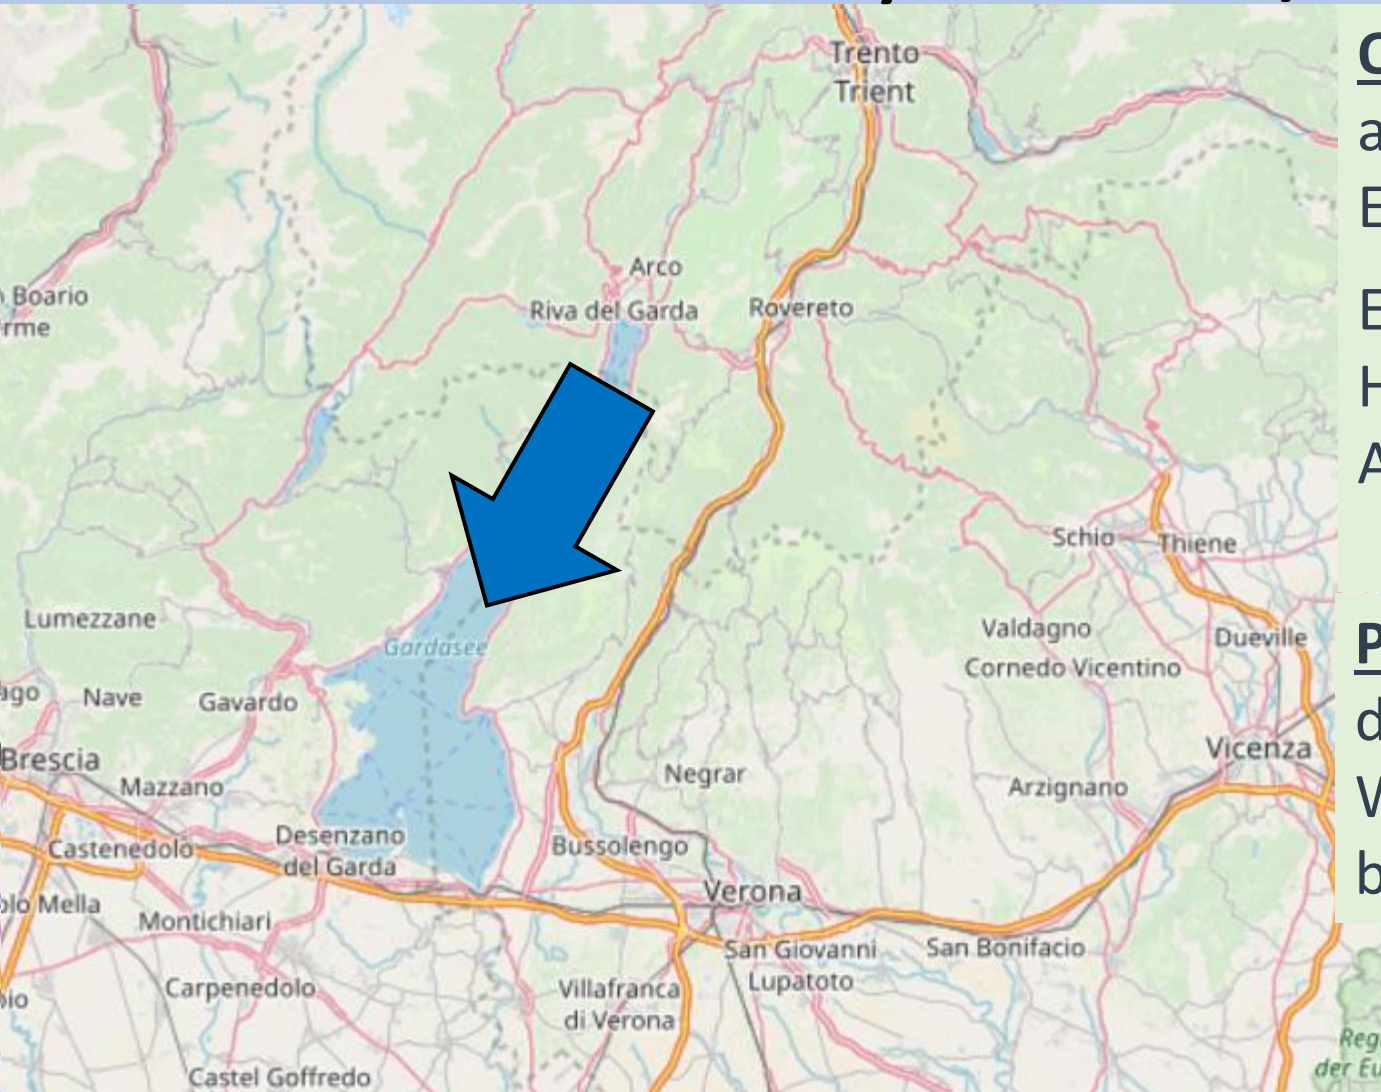 Trento
Trient
Arco
Boario
Riva del Garda
Rovereto
Schio
Thiene
Lumezzane
Valdagno
Dueville
Gardasee
Cornedo Vicentino
Nave
Gavardo
Brescia
Vicenza
Negrar
Mazzano
Arzignano
Desenzano
del Garda
Castenedolo
Bussolengo
Verona
Mella
Montichiari
San Giovanni
Lupatoto
San Bonifacio
Carpenedolo
Villafranca
di Verona
Castel Goffredo
der